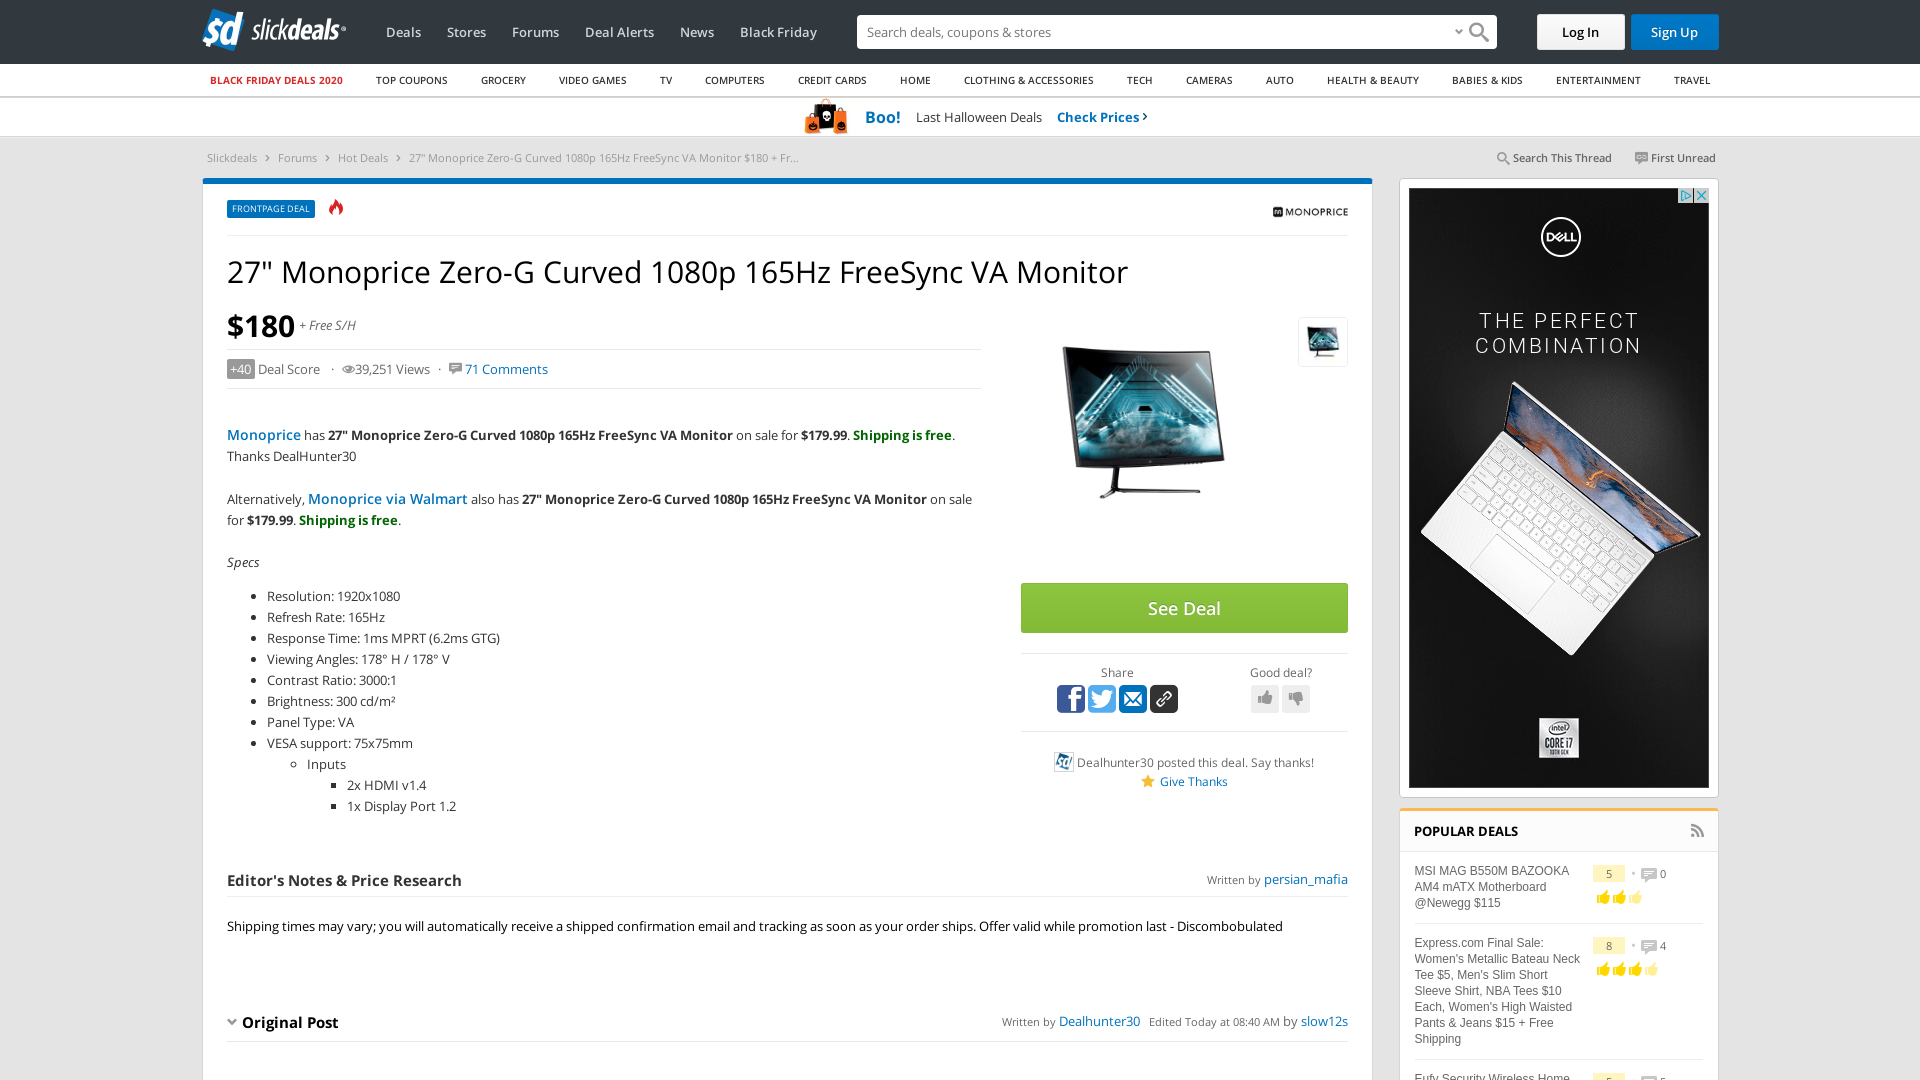 slickdeals
Deals
Stores
Forums
Deal Alerts
News
Black Friday
Search deals, coupons & stores
Log In
Sign Up
BLACK FRIDAY DEALS 2020
TOP COUPONS
GROCERY
VIDEO GAMES
TV
COMPUTERS
CREDIT CARDS
HOME
CLOTHING & ACCESSORIES
TECH
CAMERAS
AUTO
HEALTH & BEAUTY
BABIES & KIDS
ENTERTAINMENT
TRAVEL
Boo! Last Halloween Deals Check Prices
Slickdeals
Forums
Hot Deals
27" Monoprice Zero-G Curved 1080p 165Hz FreeSync VA Monitor $180 + Fr...
Search This Thread
First Unread
FRONTPAGE DEAL
MONOPRICE
27" Monoprice Zero-G Curved 1080p 165Hz FreeSync VA Monitor
$180 + Free S/H
+40 Deal Score · 39,251 Views · 71 Comments
Monoprice has 27" Monoprice Zero-G Curved 1080p 165Hz FreeSync VA Monitor on sale for $179.99. Shipping is free.
Thanks DealHunter30
Alternatively, Monoprice via Walmart also has 27" Monoprice Zero-G Curved 1080p 165Hz FreeSync VA Monitor on sale
for $179.99. Shipping is free.
Specs
Resolution: 1920x1080
Refresh Rate: 165Hz
Response Time: 1ms MPRT (6.2ms GTG)
Viewing Angles: 178° H / 178° V
Contrast Ratio: 3000:1
Brightness: 300 cd/m²
Panel Type: VA
VESA support: 75x75mm
Inputs
2x HDMI v1.4
1x Display Port 1.2
See Deal
Share
Good deal?
Dealhunter30 posted this deal. Say thanks!
Give Thanks
Editor's Notes & Price Research
Written by persian_mafia
Shipping times may vary; you will automatically receive a shipped confirmation email and tracking as soon as your order ships. Offer valid while promotion last - Discombobulated
Original Post
Written by Dealhunter30 Edited Today at 08:40 AM by slow12s
DELL
THE PERFECT
COMBINATION
intel
CORE i7
10TH GEN
POPULAR DEALS
MSI MAG B550M BAZOOKA
AM4 mATX Motherboard
@Newegg $115
5 • 0
Express.com Final Sale:
Women's Metallic Bateau Neck
Tee $5, Men's Slim Short
Sleeve Shirt, NBA Tees $10
Each, Women's High Waisted
Pants & Jeans $15 + Free
Shipping
8 • 4
Eufy Security Wireless Home
5 • 5